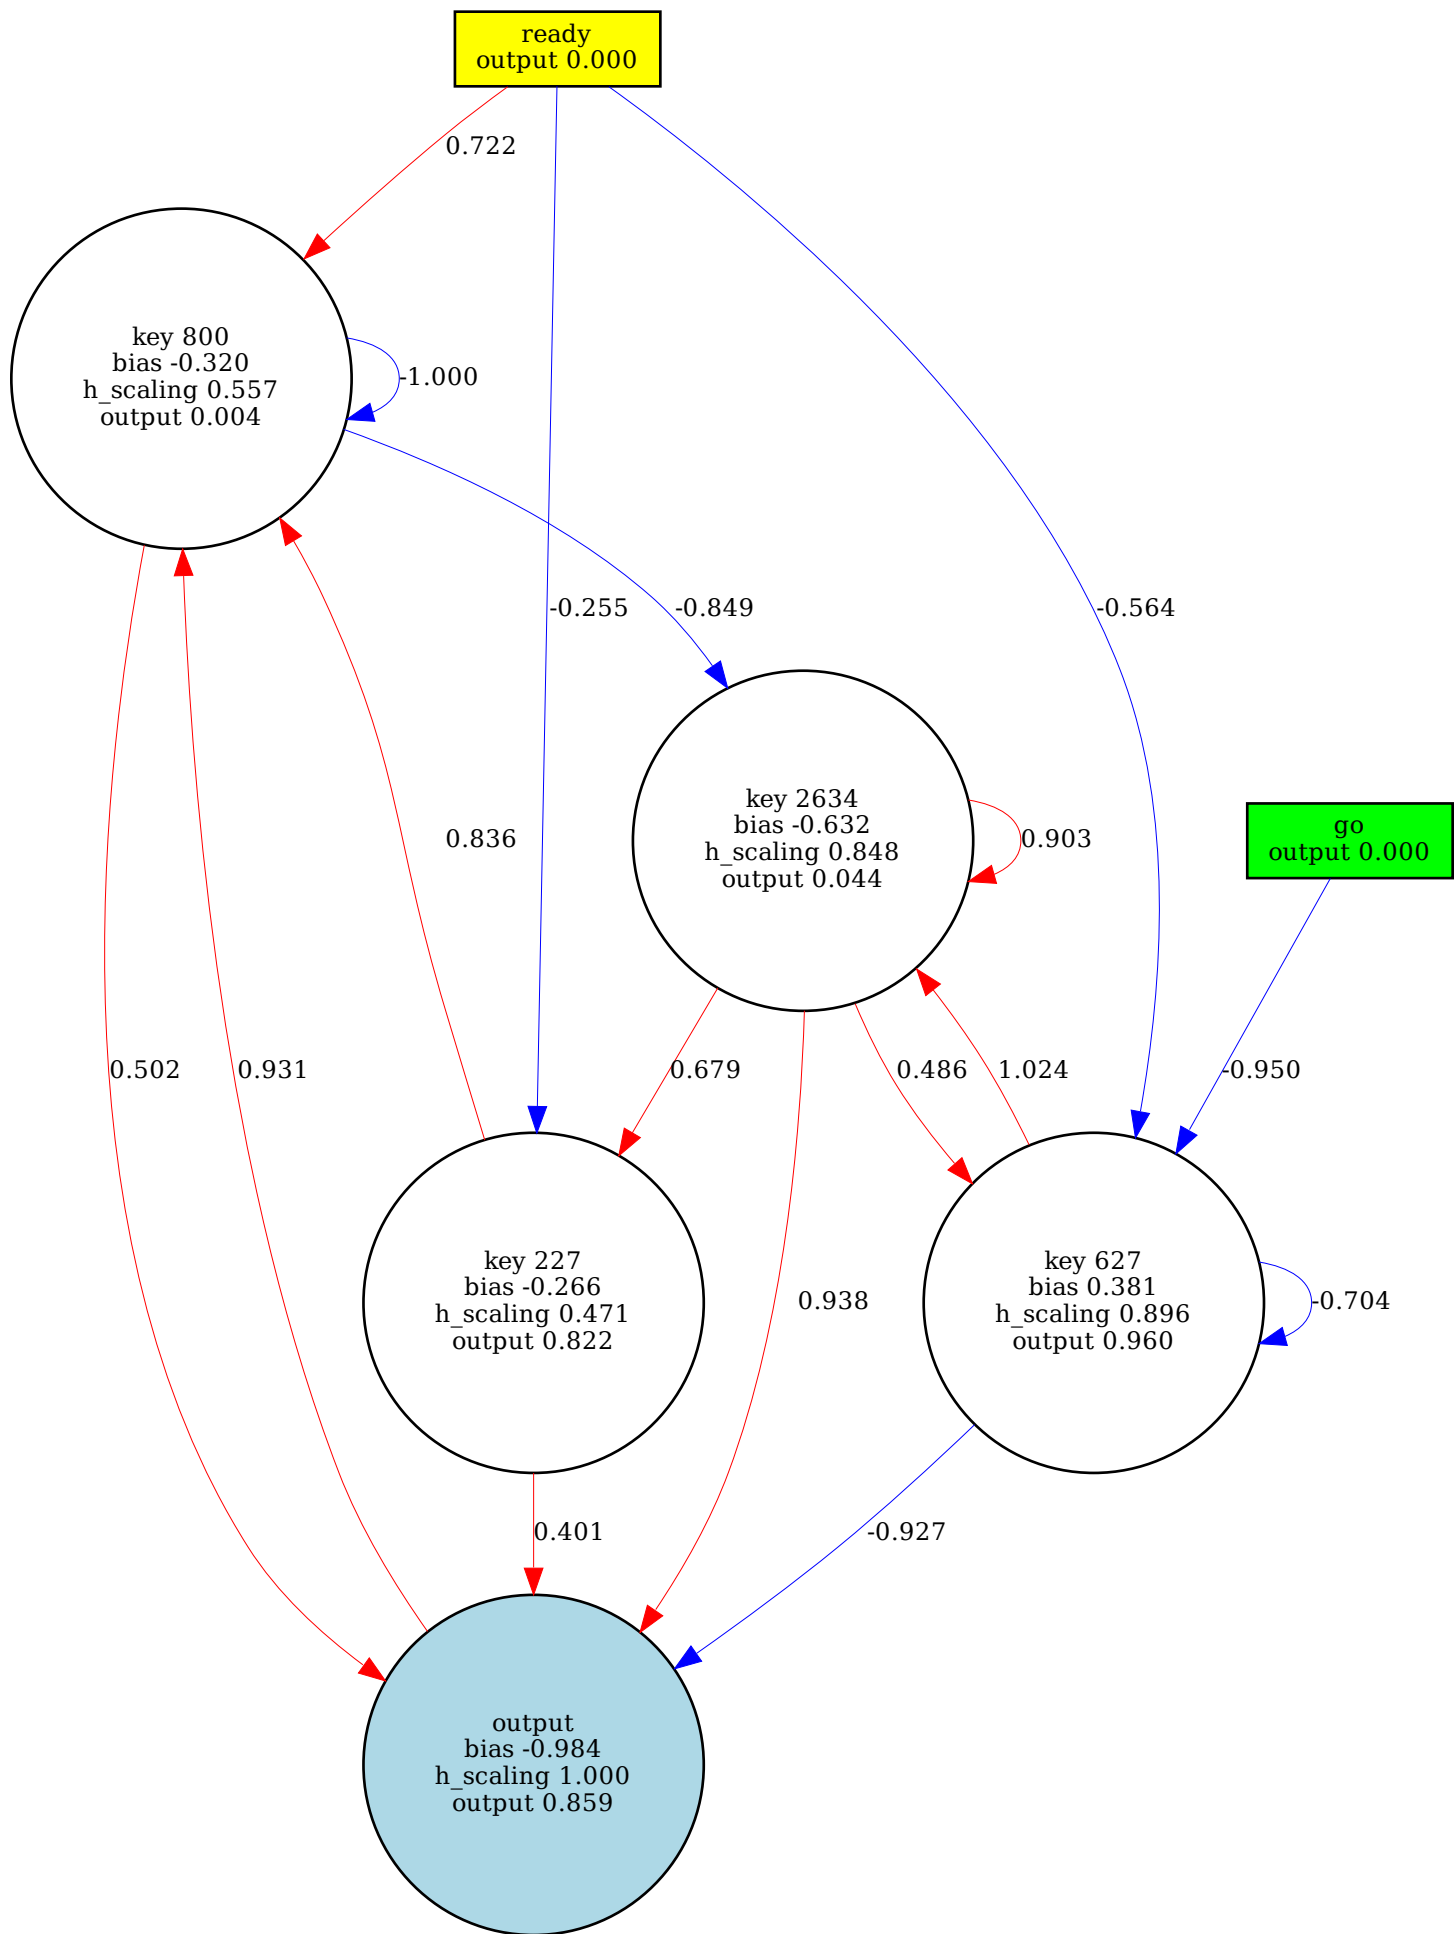 ready
output 0.000
0.722
key 800
bias -0.320
h_scaling 0.557
output 0.004
-1.000
-0.255
-0.849
-0.564
key 2634
bias -0.632
h_scaling 0.848
output 0.044
0.903
0.836
go
output 0.000
0.502
0.931
0.679
0.486
1.024
-0.950
key 227
bias -0.266
h_scaling 0.471
output 0.822
0.938
key 627
bias 0.381
h_scaling 0.896
output 0.960
-0.704
0.401
-0.927
output
bias -0.984
h_scaling 1.000
output 0.859